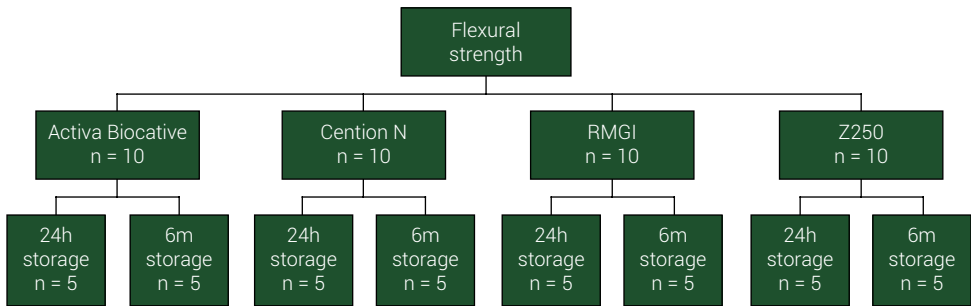 Flexural
strength
Activa Biocative
n = 10
Cention N
n = 10
RMGI
n = 10
Z250
n = 10
24h
storage
n = 5
6m
storage
n = 5
24h
storage
n = 5
6m
storage
n = 5
24h
storage
n = 5
6m
storage
n = 5
24h
storage
n = 5
6m
storage
n = 5